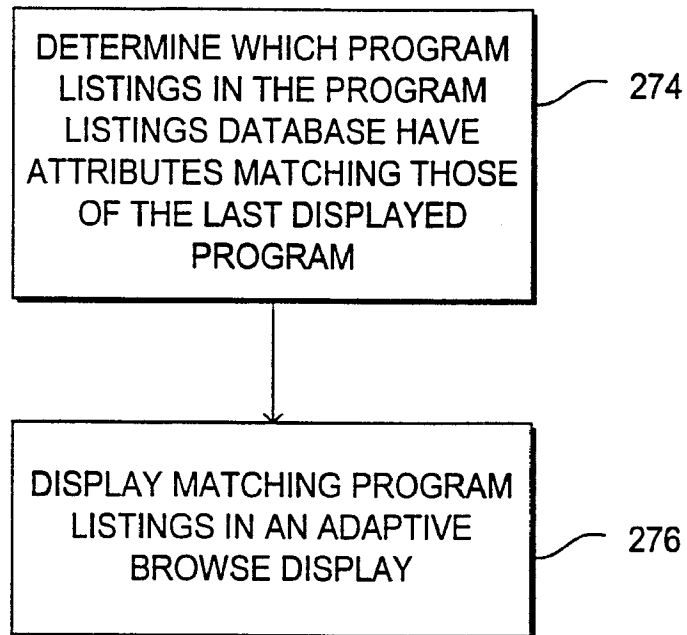 DETERMINE WHICH PROGRAM
LISTINGS IN THE PROGRAM
LISTINGS DATABASE HAVE
ATTRIBUTES MATCHING THOSE
OF THE LAST DISPLAYED
PROGRAM
274
DISPLAY MATCHING PROGRAM
LISTINGS IN AN ADAPTIVE
BROWSE DISPLAY
276